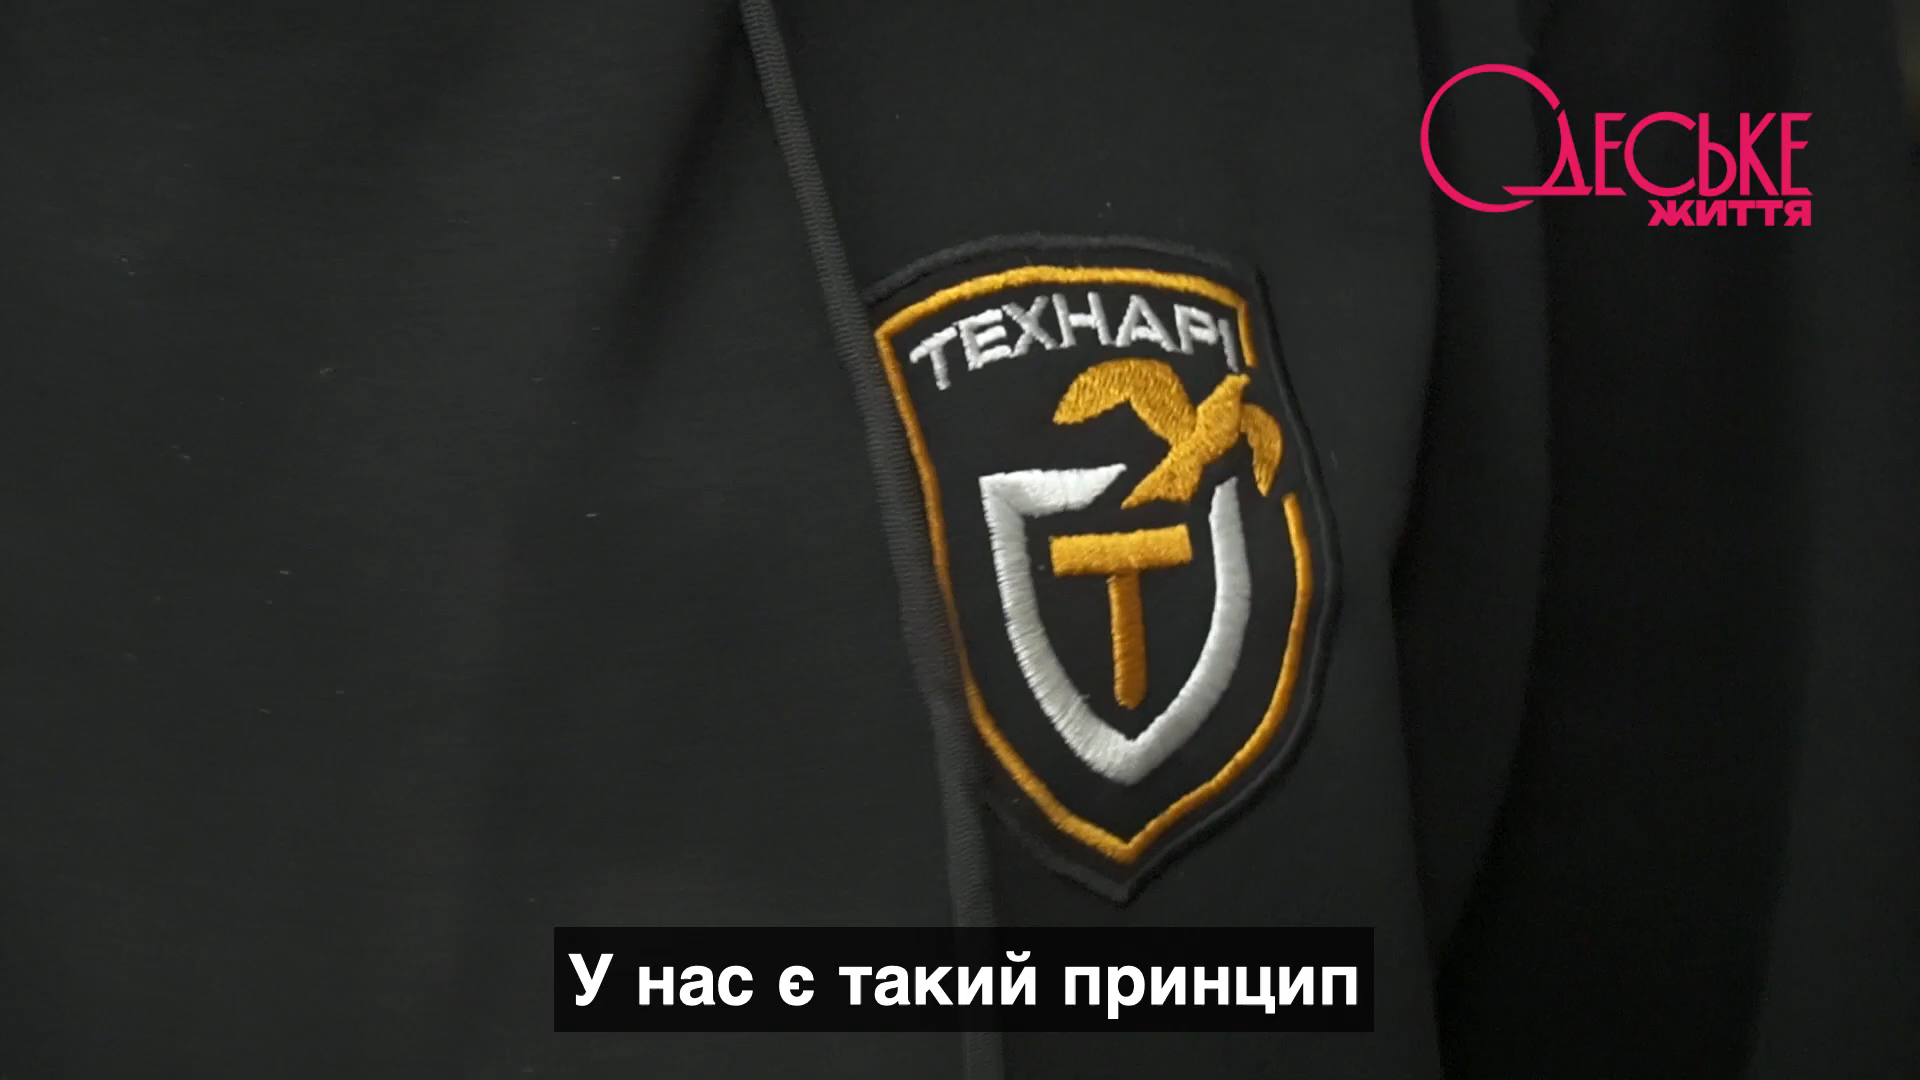 ОДЕСЬКЕ
ЖИТТЯ
ТЕХНАРІ
Т
У нас є такий принцип